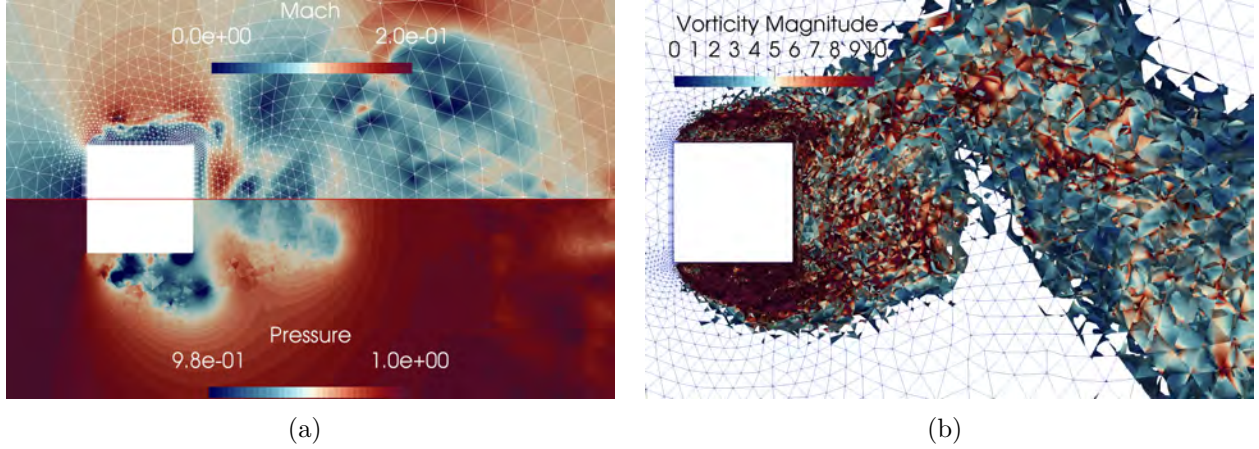 Mach
0.0e+00 2.0e-01
Pressure
9.8e-01 1.0e+00
(a)
Vorticity Magnitude
0 1 2 3 4 5 6 7 8 9 10
(b)